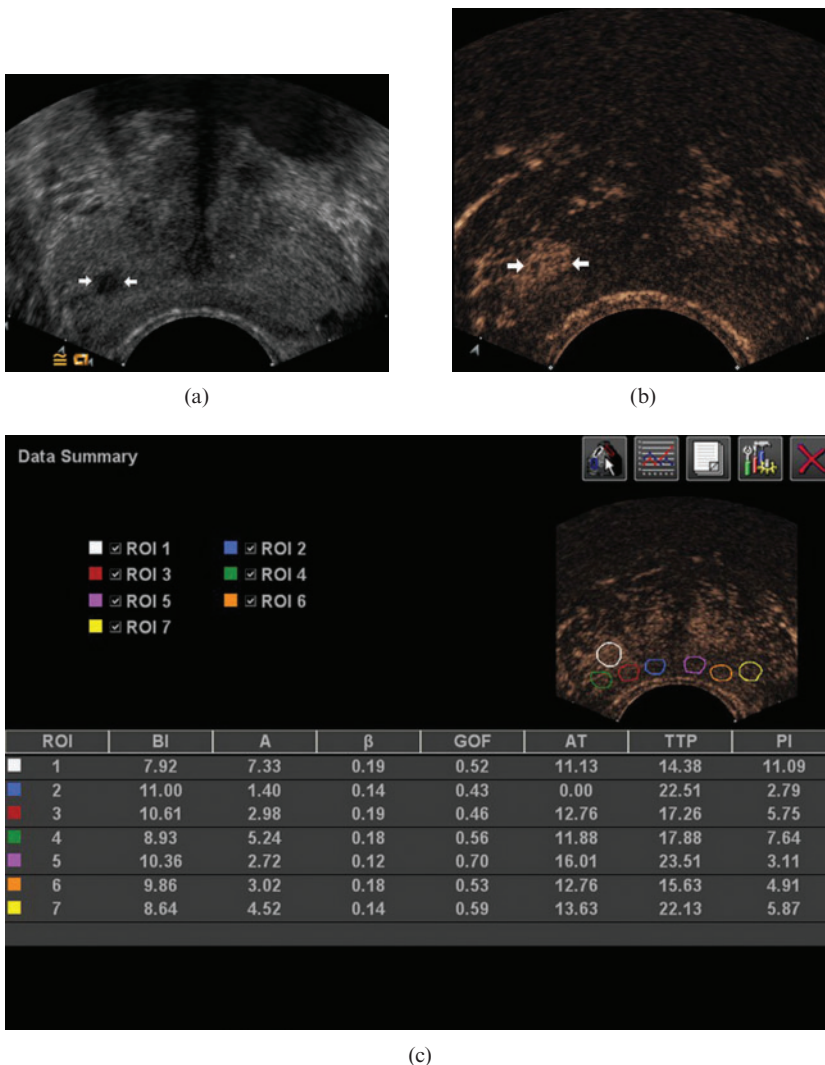 (a)
(b)
Data Summary
ROI 1 ROI 2
ROI 3 ROI 4
ROI 5 ROI 6
ROI 7
ROI BI A β GOF AT TTP PI
1 7.92 7.33 0.19 0.52 11.13 14.38 11.09
2 11.00 1.40 0.14 0.43 0.00 22.51 2.79
3 10.61 2.98 0.19 0.46 12.76 17.26 5.75
4 8.93 5.24 0.18 0.56 11.88 17.88 7.64
5 10.36 2.72 0.12 0.70 16.01 23.51 3.11
6 9.86 3.02 0.18 0.53 12.76 15.63 4.91
7 8.64 4.52 0.14 0.59 13.63 22.13 5.87
(c)